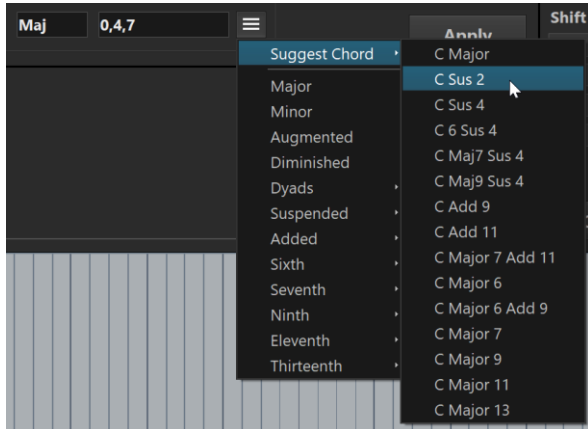 Maj 0,4,7
Apply
Shift
Suggest Chord
Major
Minor
Augmented
Diminished
Dyads
Suspended
Added
Sixth
Seventh
Ninth
Eleventh
Thirteenth
C Major
C Sus 2
C Sus 4
C 6 Sus 4
C Maj7 Sus 4
C Maj9 Sus 4
C Add 9
C Add 11
C Major 7 Add 11
C Major 6
C Major 6 Add 9
C Major 7
C Major 9
C Major 11
C Major 13